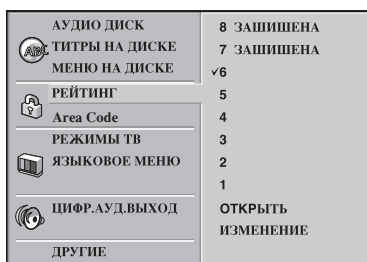 АУДИО ДИСК
ABC ТИТРЫ НА ДИСКЕ
МЕНЮ НА ДИСКЕ
РЕЙТИНГ
Area Code
РЕЖИМЫ ТВ
ЯЗЫКОВОЕ МЕНЮ
ЦИФР.АУД.ВЫХОД
ДРУГИЕ
8 ЗАШИШЕНА
7 ЗАШИШЕНА
✓6
5
4
3
2
1
ОТКРЫТЬ
ИЗМЕНЕНИЕ